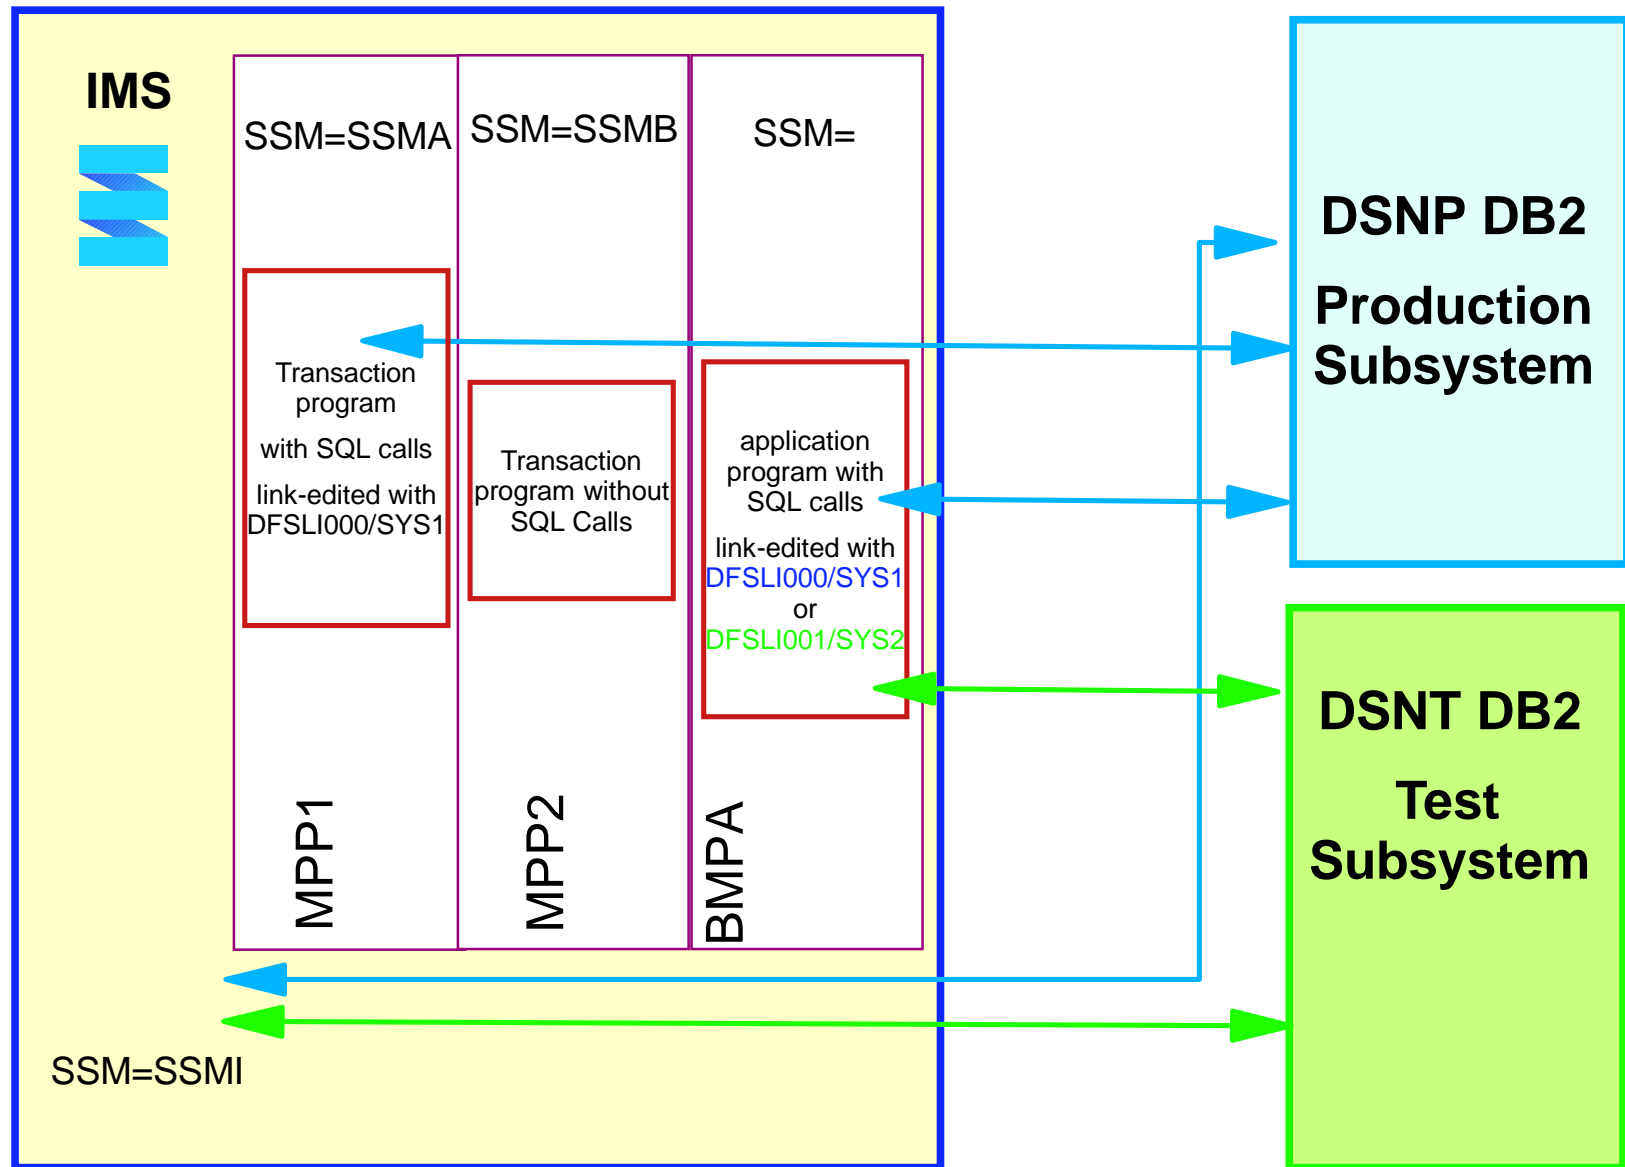 IMS
SSM=SSMA
SSM=SSMB
SSM=
Transaction
program
with SQL calls
link-edited with
DFSLI000/SYS1
Transaction
program without
SQL Calls
application
program with
SQL calls
link-edited with
DFSLI000/SYS1
or
DFSLI001/SYS2
MPP1
MPP2
BMPA
SSM=SSMI
DSNP DB2
Production
Subsystem
DSNT DB2
Test
Subsystem